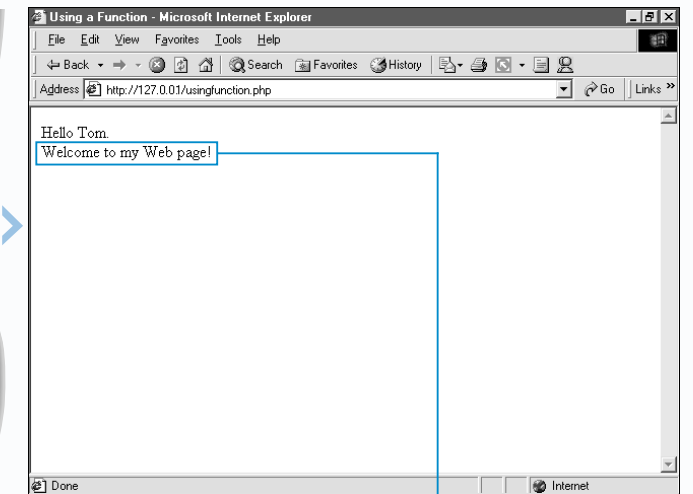 Using a Function - Microsoft Internet Explorer
File Edit View Favorites Tools Help
Back Search Favorites History
Address http://127.0.01/usingfunction.php Go Links »
Hello Tom.
Welcome to my Web page!
Done Internet